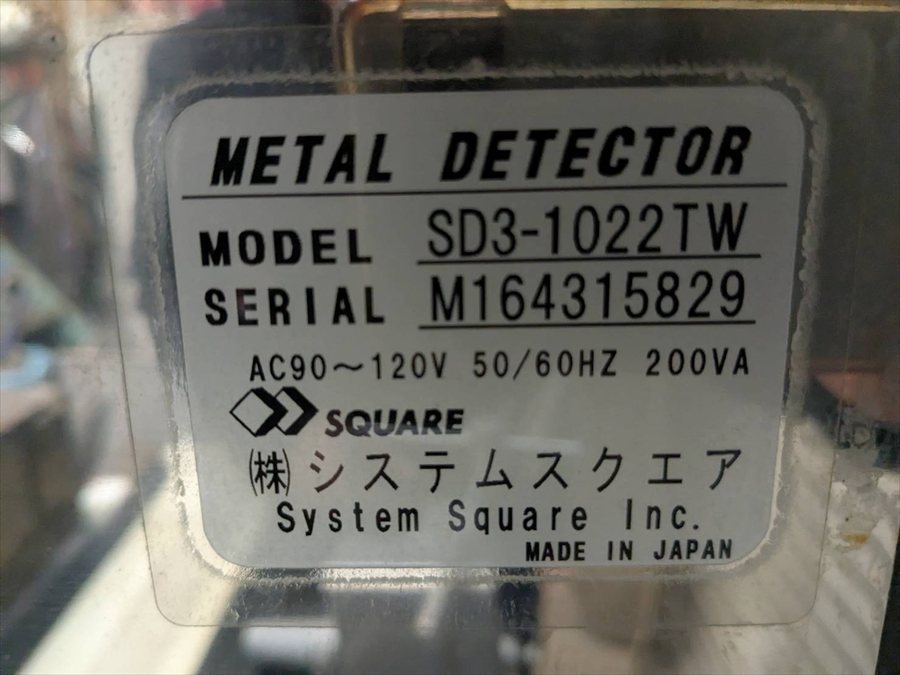 METAL DETECTOR
MODEL SD3-1022TW
SERIAL M164315829
AC90～120V 50/60HZ 200VA
SQUARE
㈱システムスクエア
System Square Inc.
MADE IN JAPAN